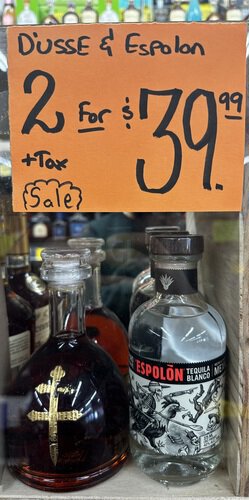 D'USSE & Espolon
2 For $39.99
+Tax
Sale
ESPOLÒN TEQUILA
BLANCO